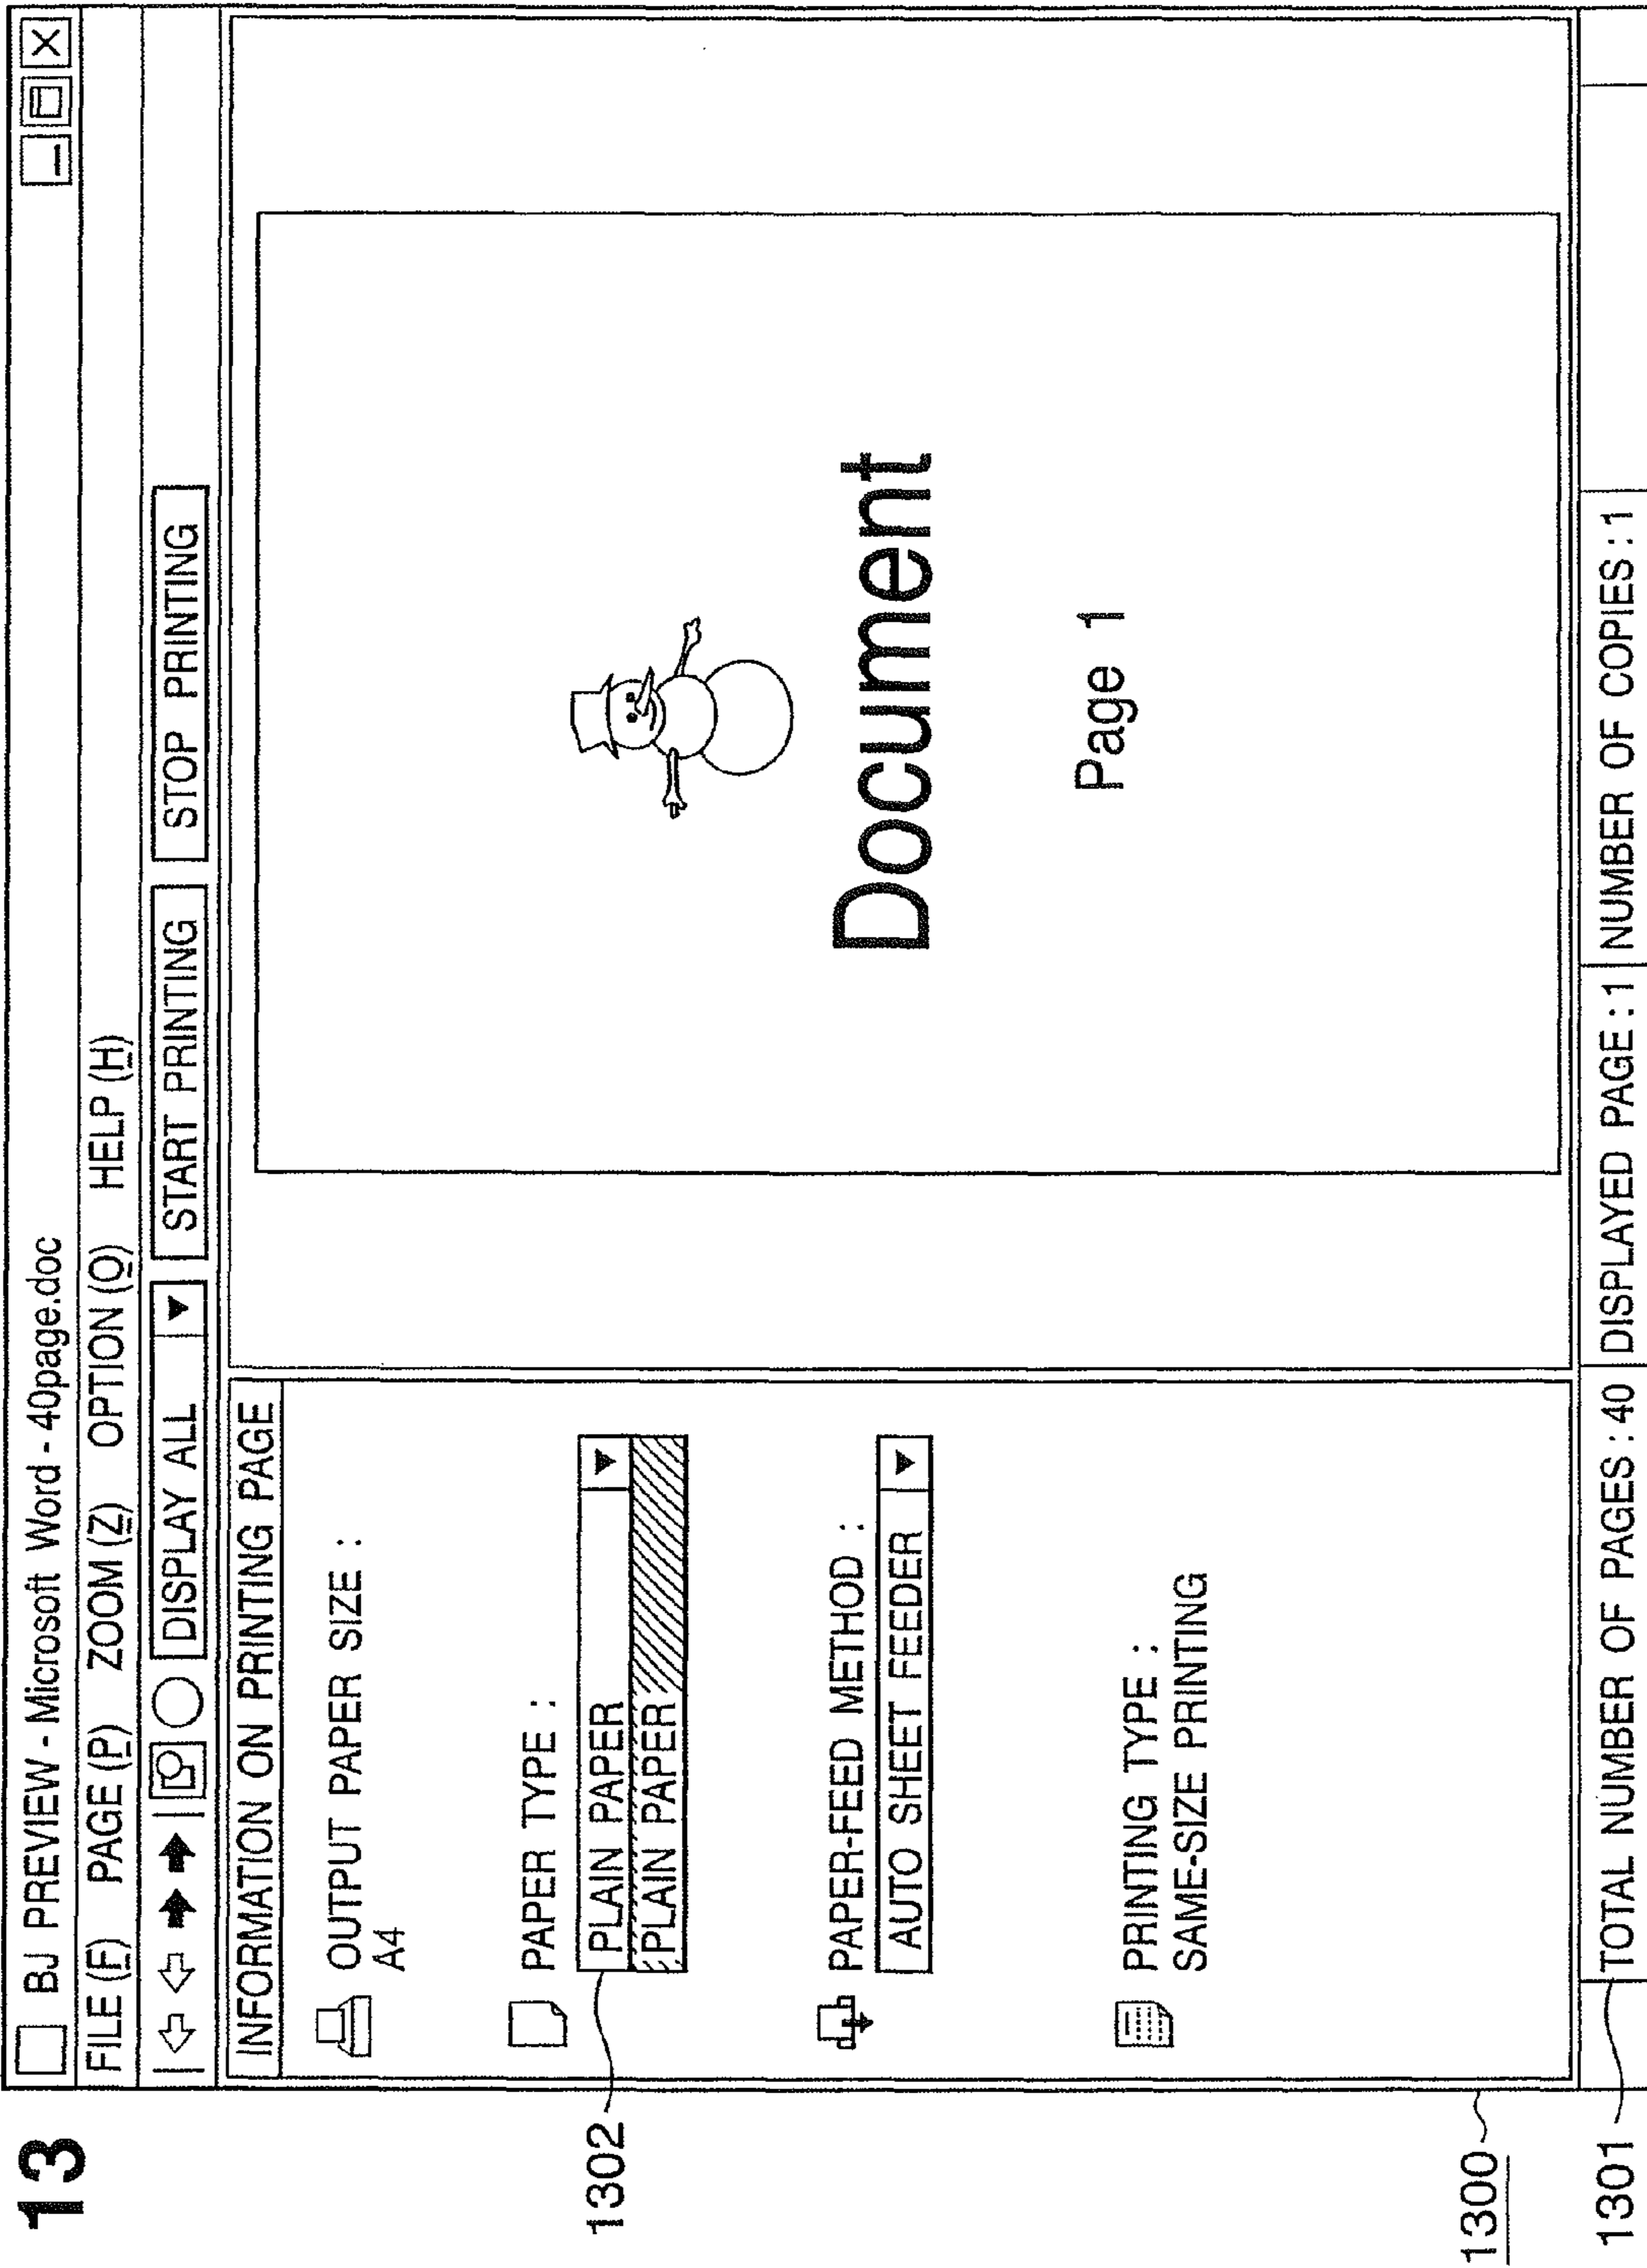 13
BJ PREVIEW - Microsoft Word - 40page.doc
FILE (F) PAGE (P) ZOOM (Z) OPTION (O) HELP (H)
DISPLAY ALL START PRINTING STOP PRINTING
INFORMATION ON PRINTING PAGE
OUTPUT PAPER SIZE :
A4
PAPER TYPE :
1302
PLAIN PAPER
PLAIN PAPER
PAPER-FEED METHOD :
AUTO SHEET FEEDER
PRINTING TYPE :
SAME-SIZE PRINTING
Document
Page 1
1300
1301
TOTAL NUMBER OF PAGES : 40 DISPLAYED PAGE : 1 NUMBER OF COPIES : 1